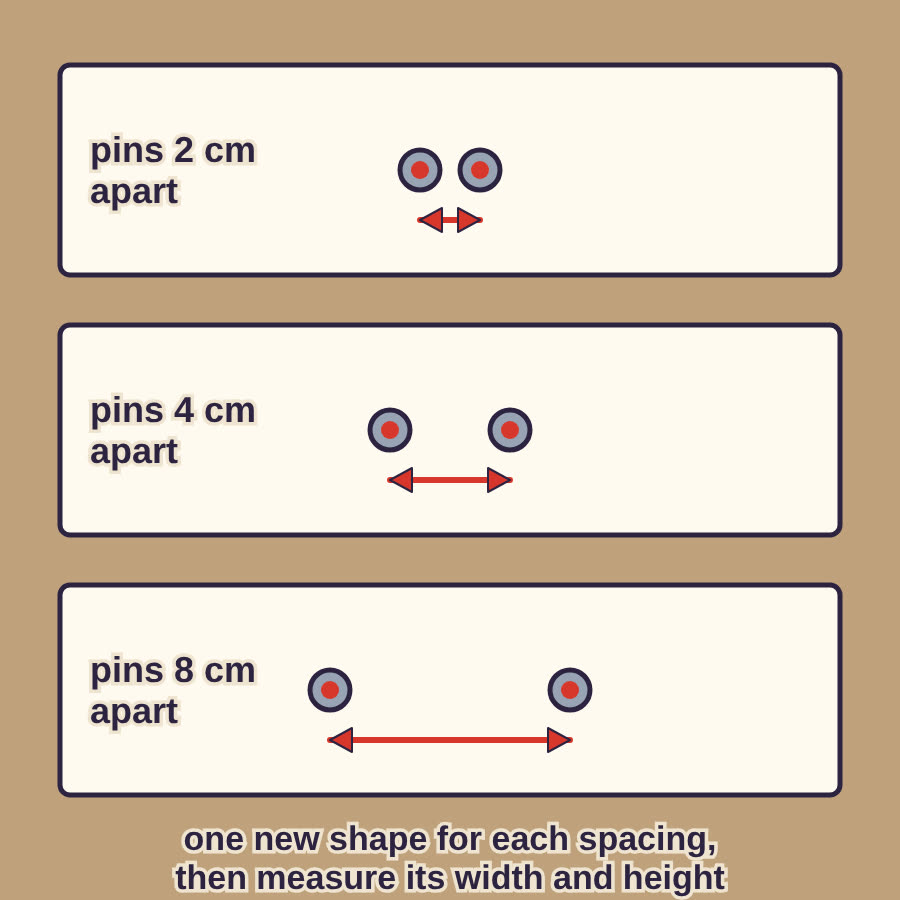 pins 2 cm
apart
pins 4 cm
apart
pins 8 cm
apart
one new shape for each spacing,
then measure its width and height